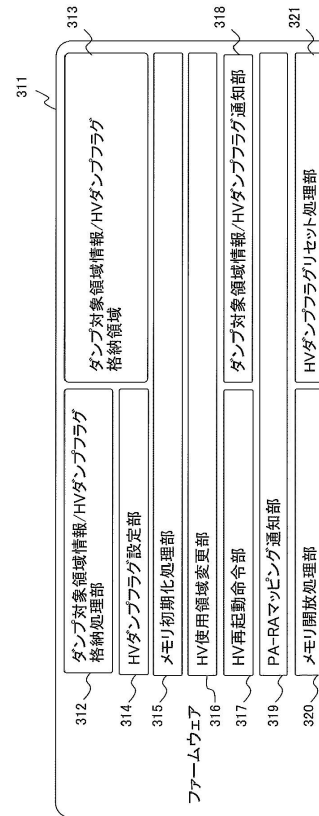 311
ファームウェア
312
ダンプ対象領域情報/HVダンプフラグ
格納処理部
ダンプ対象領域情報/HVダンプフラグ
格納領域
313
314
HVダンプフラグ設定部
315
メモリ初期化処理部
316
HV使用領域変更部
317
HV再起動命令部
ダンプ対象領域情報/HVダンプフラグ通知部
318
319
PA-RAマッピング通知部
320
メモリ開放処理部
HVダンプフラグリセット処理部
321